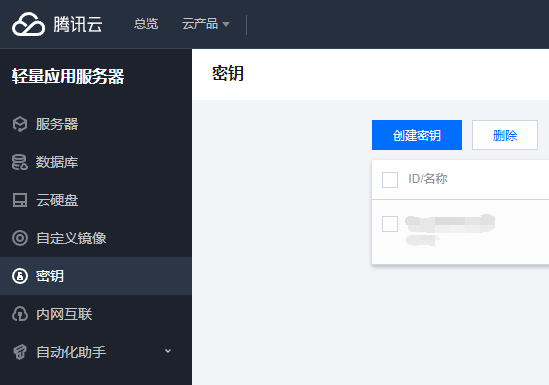 腾讯云 总览 云产品
轻量应用服务器
密钥
服务器
数据库
云硬盘
自定义镜像
密钥
内网互联
自动化助手
创建密钥 删除
ID/名称